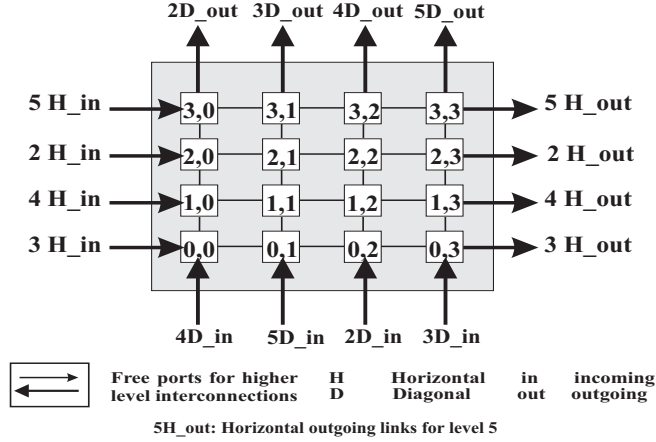 2D_out 3D_out 4D_out 5D_out
5 H_in 3,0 3,1 3,2 3,3 5 H_out
2 H_in 2,0 2,1 2,2 2,3 2 H_out
4 H_in 1,0 1,1 1,2 1,3 4 H_out
3 H_in 0,0 0,1 0,2 0,3 3 H_out
4D_in 5D_in 2D_in 3D_in
Free ports for higher H Horizontal in incoming
level interconnections D Diagonal out outgoing
5H_out: Horizontal outgoing links for level 5